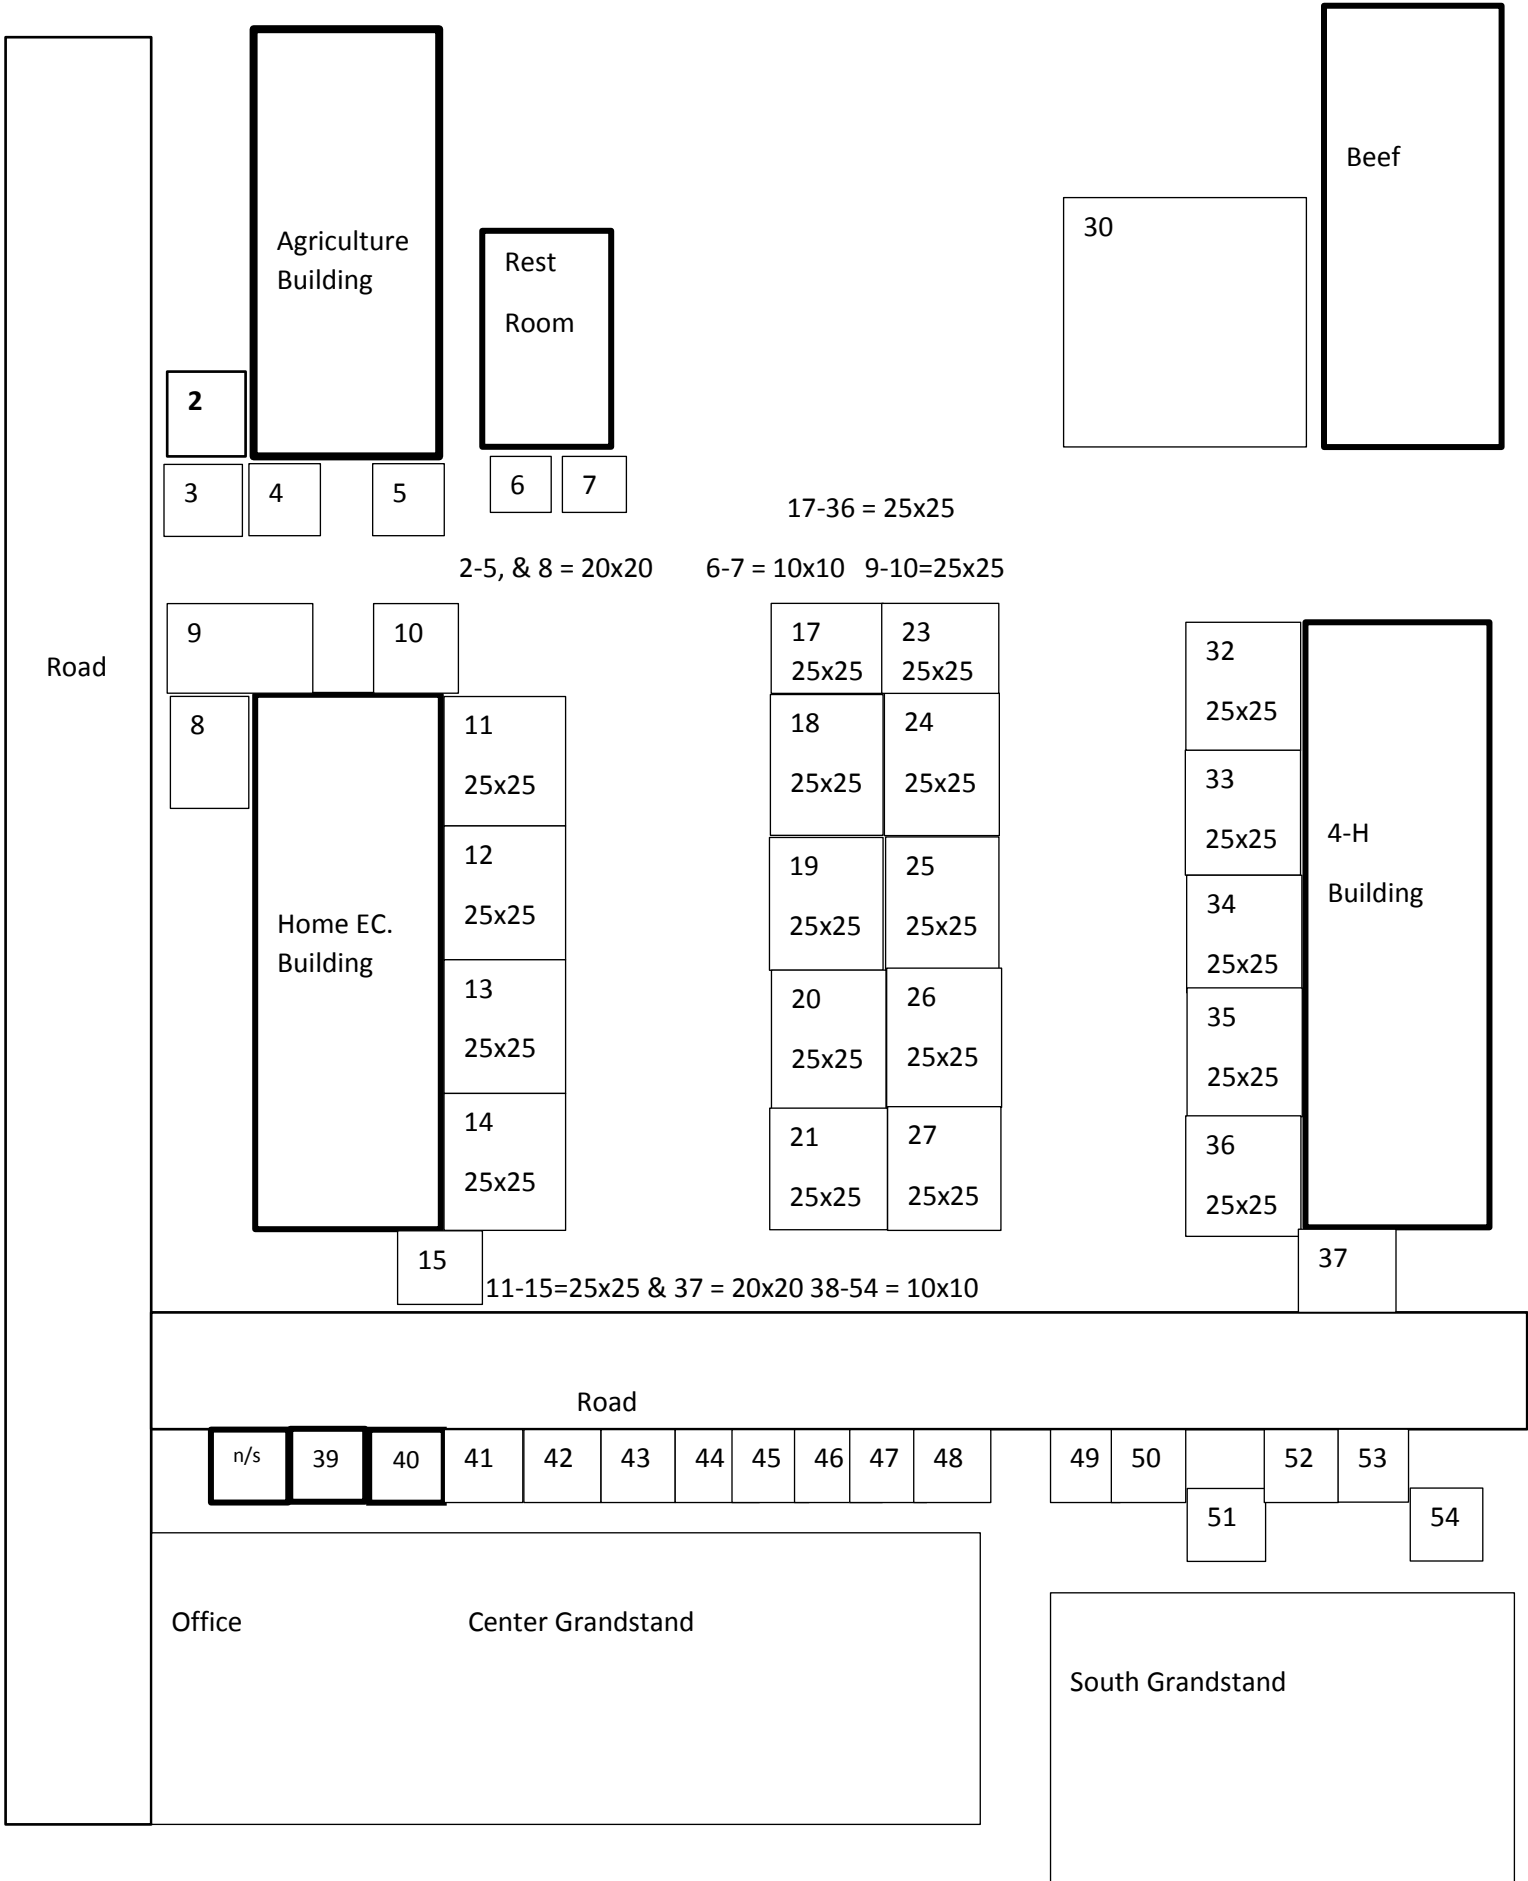 Beef
30
Agriculture
Building
Rest
Room
2
3
4
5
6
7
17-36 = 25x25
2-5, & 8 = 20x20
6-7 = 10x10
9-10=25x25
Road
9
10
8
17
25x25
23
25x25
11
25x25
18
25x25
24
25x25
32
25x25
33
25x25
12
25x25
19
25x25
25
25x25
34
25x25
4-H
Building
Home EC.
Building
13
25x25
20
25x25
26
25x25
35
25x25
14
25x25
21
25x25
27
25x25
36
25x25
15
37
11-15=25x25 & 37 = 20x20 38-54 = 10x10
Road
n/s
39
40
41
42
43
44
45
46
47
48
49
50
52
53
51
54
Office
Center Grandstand
South Grandstand